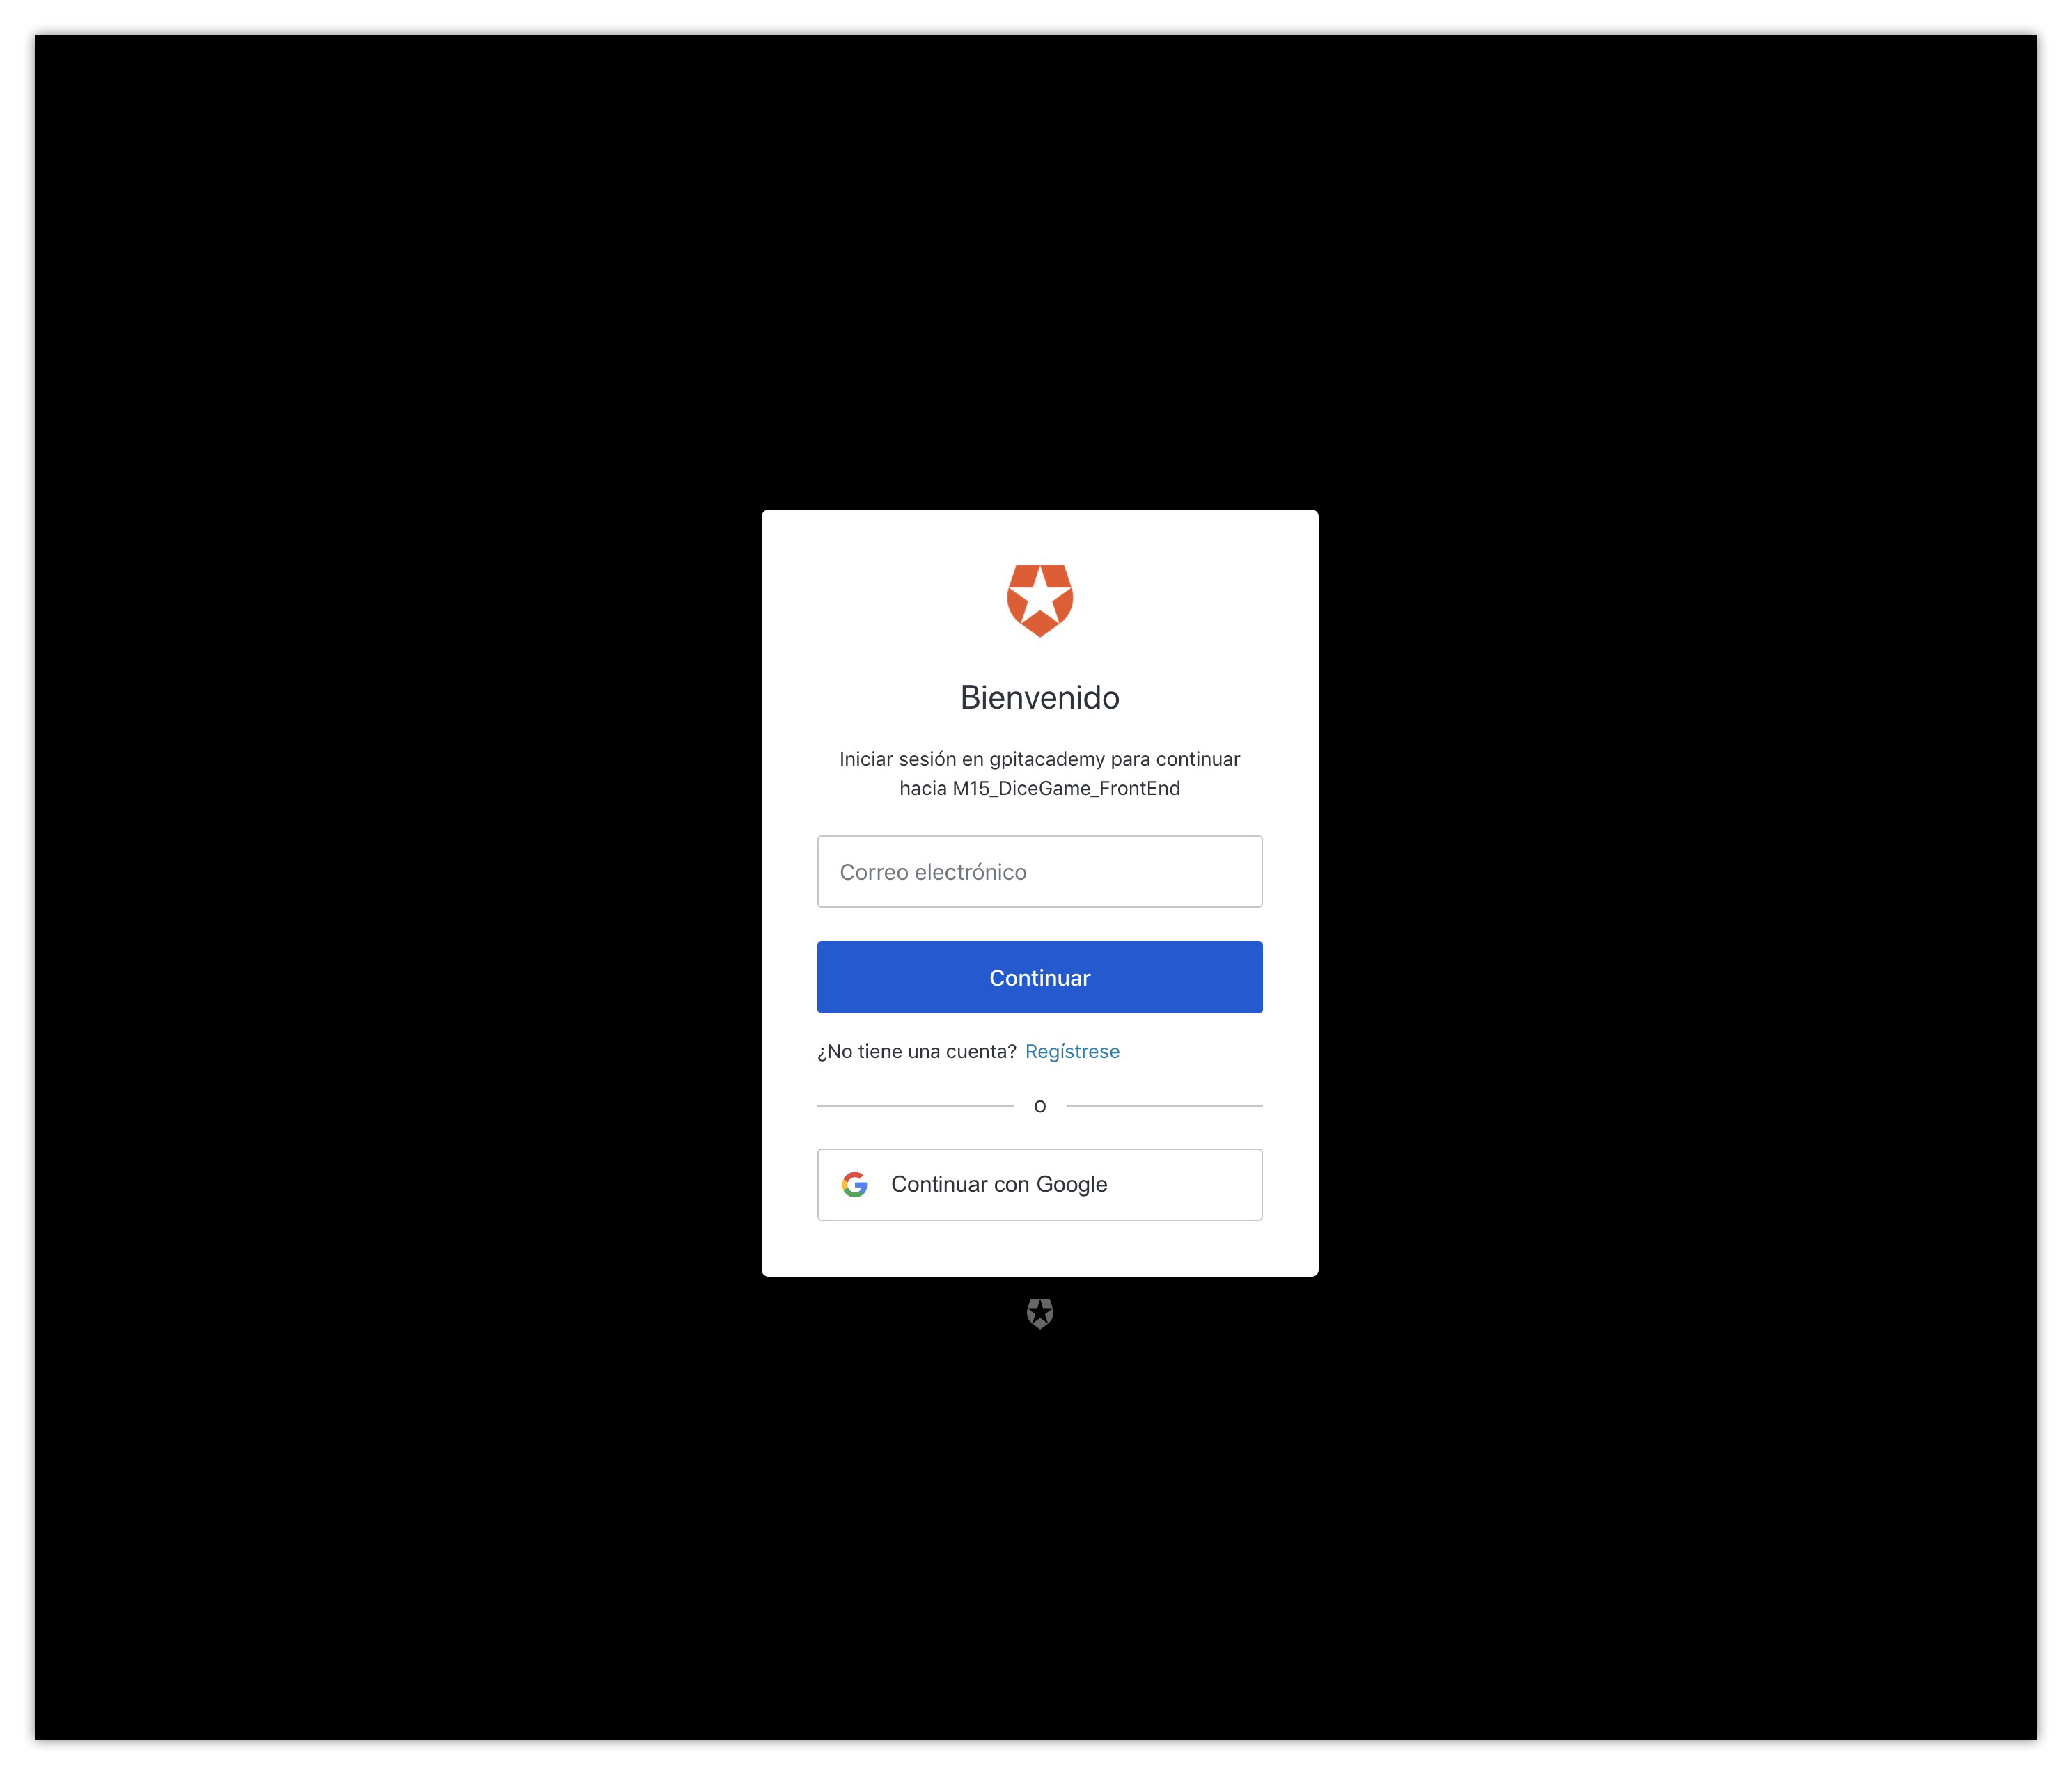 Bienvenido
Iniciar sesión en gpitacademy para continuar
hacia M15_DiceGame_FrontEnd
Correo electrónico
Continuar
¿No tiene una cuenta? Regístrese
O
Continuar con Google